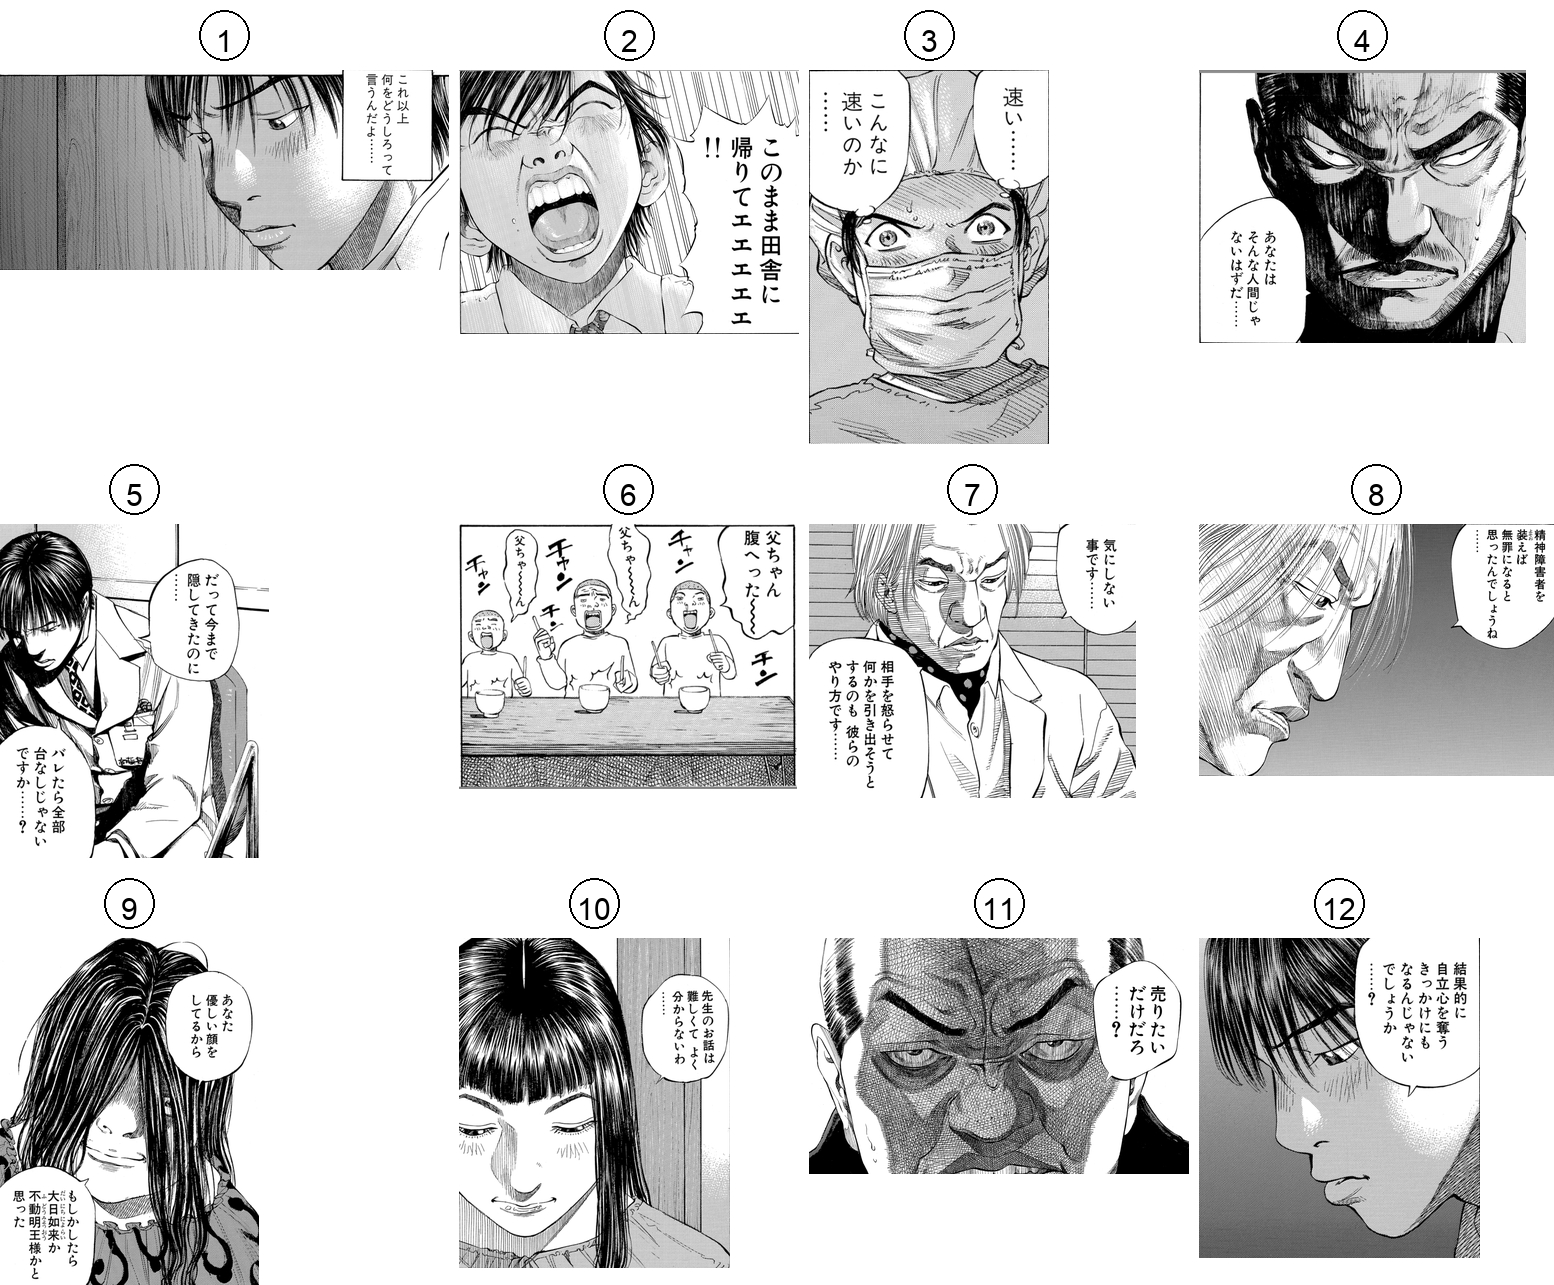 1
これ以上
何をどうしろって
言うんだよ……
2
このまま田舎に
帰りてエエエエエ
!!
3
速い……
こんなに
速いのか
……
4
あなたは
そんな人間じゃ
ないはずだ……
5
だって今まで
隠してきたのに
……
バレたら全部
台なしじゃない
ですか……?
6
父ちゃん
腹へった〜〜
チャン
父ちゃ〜〜ん
チャン
父ちゃ〜〜ん
チャン
チン
チン
7
気にしない
事です……
相手を怒らせて
何かを引き出そうと
するのも 彼らの
やり方です……
8
精神障害者を
装えば
無罪になると
思ったんでしょうね
……
9
あなた
優しい顔を
してるから
もしかしたら
大日如来か
不動明王様かと
思った
10
先生のお話は
難しくて よく
分からないわ
……
11
売りたい
だけだろ
……?
12
結果的に
自立心を奪う
きっかけにも
なるんじゃない
でしょうか
……?